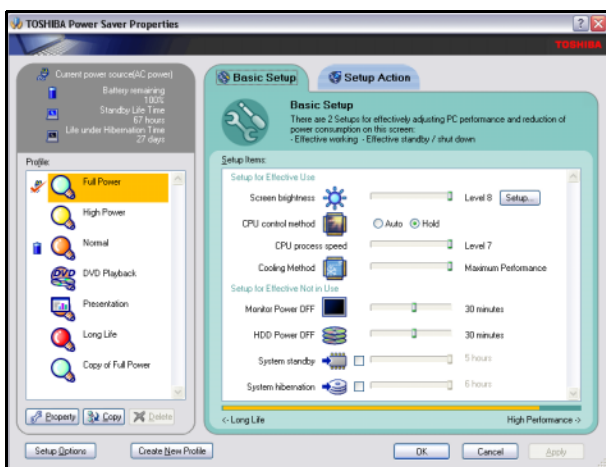 TOSHIBA Power Saver Properties
TOSHIBA
Current power source(AC power)
Battery remaining
100%
Standby Life Time
67 hours
Life under Hibernation Time
27 days
Profile:
Full Power
High Power
Normal
DVD Playback
Presentation
Long Life
Copy of Full Power
Property
Copy
Delete
Setup Options
Create New Profile
Basic Setup
Setup Action
Basic Setup
There are 2 Setups for effectively adjusting PC performance and reduction of
power consumption on this screen:
- Effective working - Effective standby / shut down
Setup Items:
Setup for Effective Use
Screen brightness
Level 8
Setup...
CPU control method
Auto
Hold
CPU process speed
Level 7
Cooling Method
Maximum Performance
Setup for Effective Not in Use
Monitor Power OFF
30 minutes
HDD Power OFF
30 minutes
System standby
5 hours
System hibernation
6 hours
<- Long Life
High Performance ->
OK
Cancel
Apply